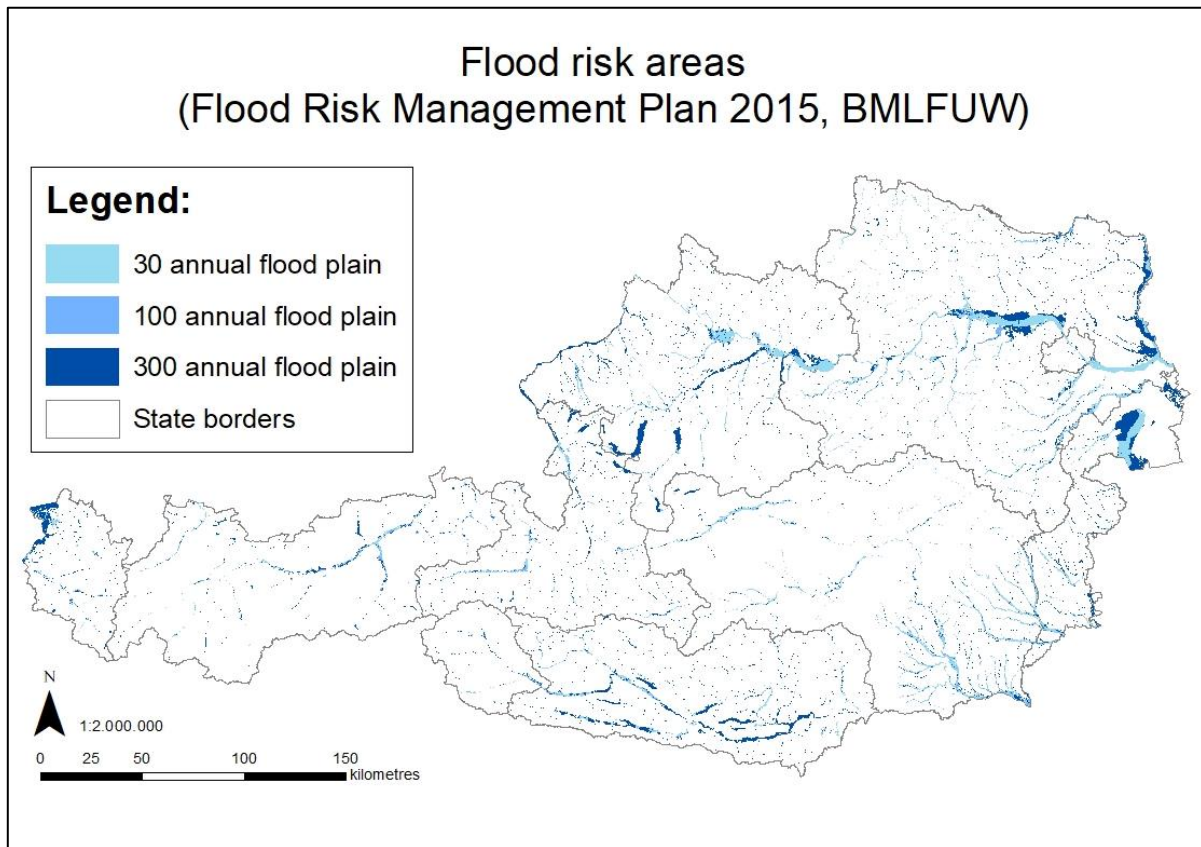 Flood risk areas
(Flood Risk Management Plan 2015, BMLFUW)
Legend:
30 annual flood plain
100 annual flood plain
300 annual flood plain
State borders
N
1:2.000.000
0 25 50 100 150
kilometres